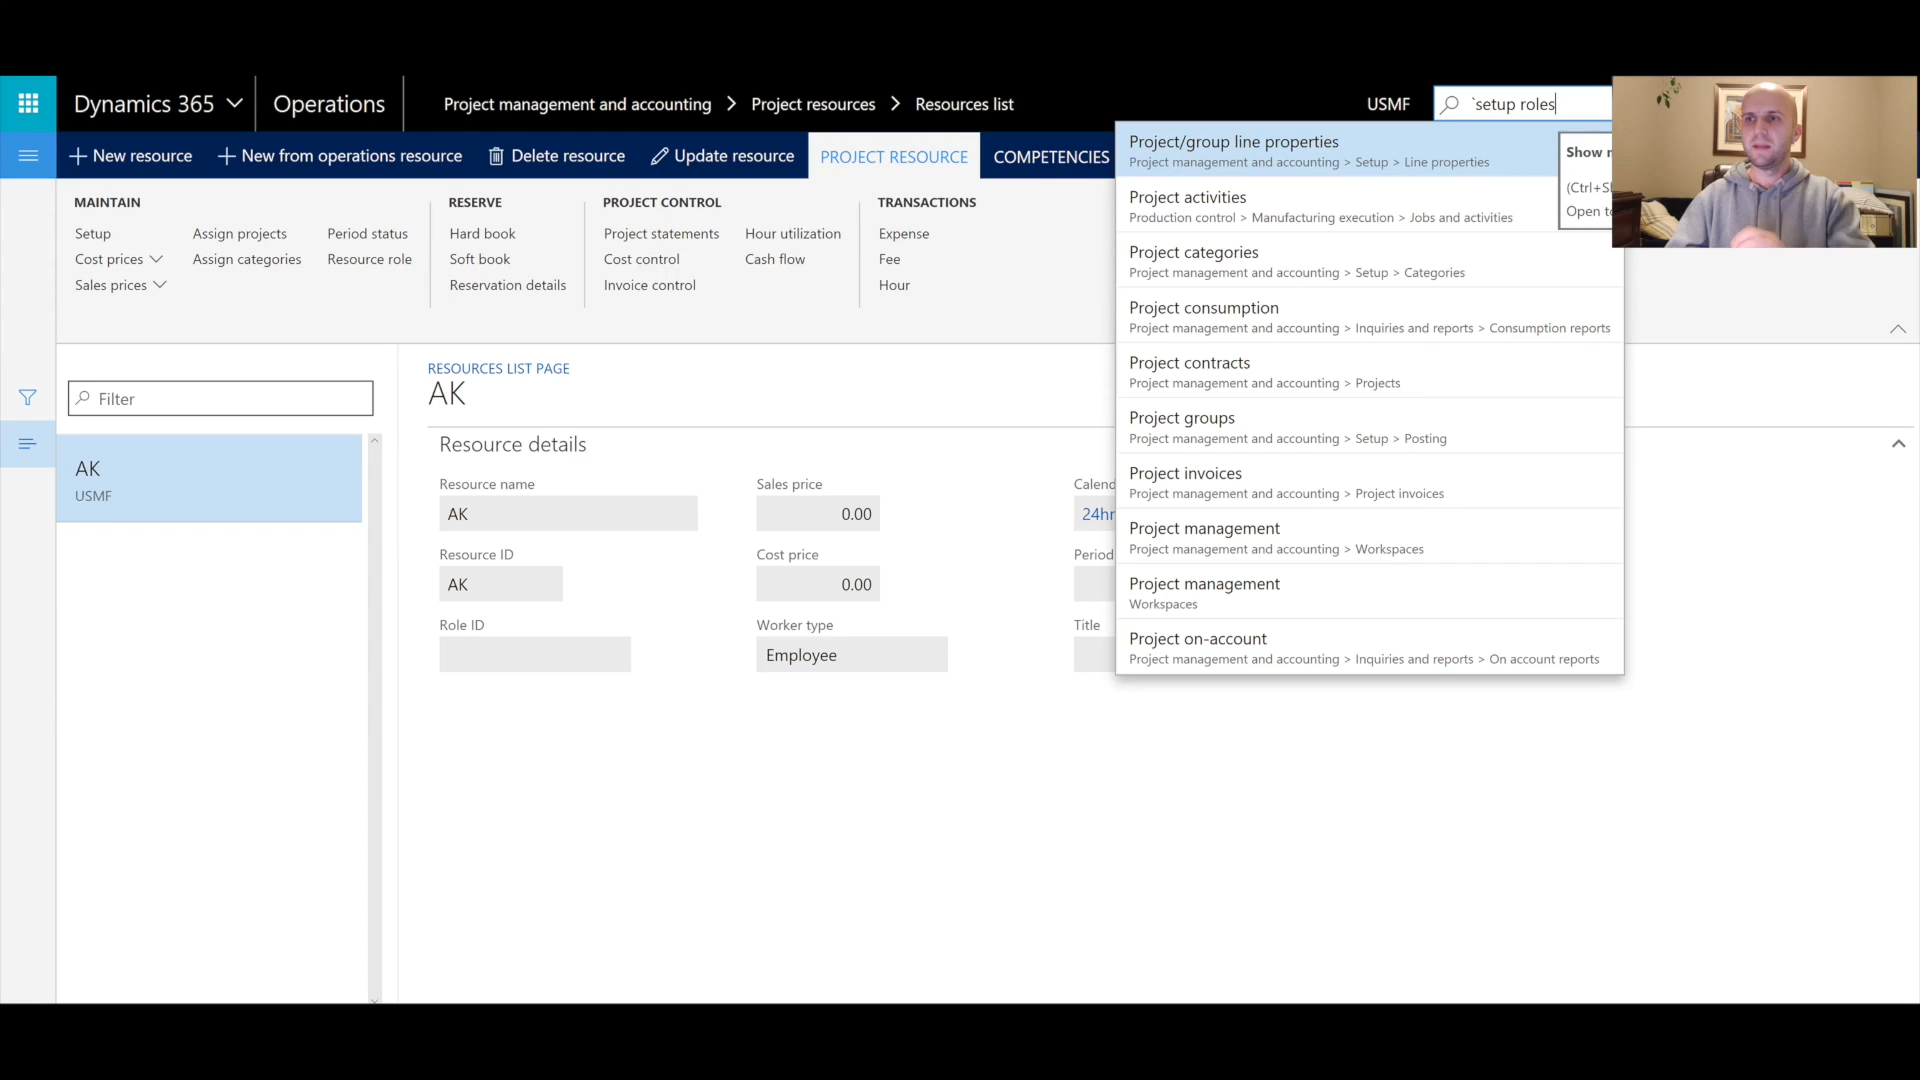 Dynamics 365
Operations
Project management and accounting > Project resources > Resources list
USMF
`setup roles
New resource
New from operations resource
Delete resource
Update resource
PROJECT RESOURCE
COMPETENCIES
MAINTAIN
Setup
Cost prices
Sales prices
Assign projects
Assign categories
Period status
Resource role
RESERVE
Hard book
Soft book
Reservation details
PROJECT CONTROL
Project statements
Cost control
Invoice control
Hour utilization
Cash flow
TRANSACTIONS
Expense
Fee
Hour
Project/group line properties
Project management and accounting > Setup > Line properties
Project activities
Production control > Manufacturing execution > Jobs and activities
Project categories
Project management and accounting > Setup > Categories
Project consumption
Project management and accounting > Inquiries and reports > Consumption reports
Project contracts
Project management and accounting > Projects
Project groups
Project management and accounting > Setup > Posting
Project invoices
Project management and accounting > Project invoices
Project management
Project management and accounting > Workspaces
Project management
Workspaces
Project on-account
Project management and accounting > Inquiries and reports > On account reports
Show
Open
Filter
AK
USMF
RESOURCES LIST PAGE
AK
Resource details
Resource name
AK
Resource ID
AK
Role ID
Sales price
0.00
Cost price
0.00
Worker type
Employee
24hr
Period
Title